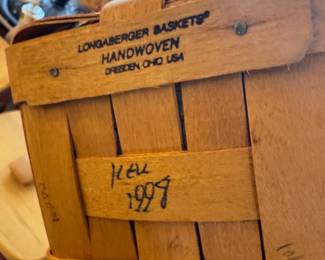 LONGABERGER BASKETS®
HANDWOVEN
DRESDEN, OHIO USA
1998